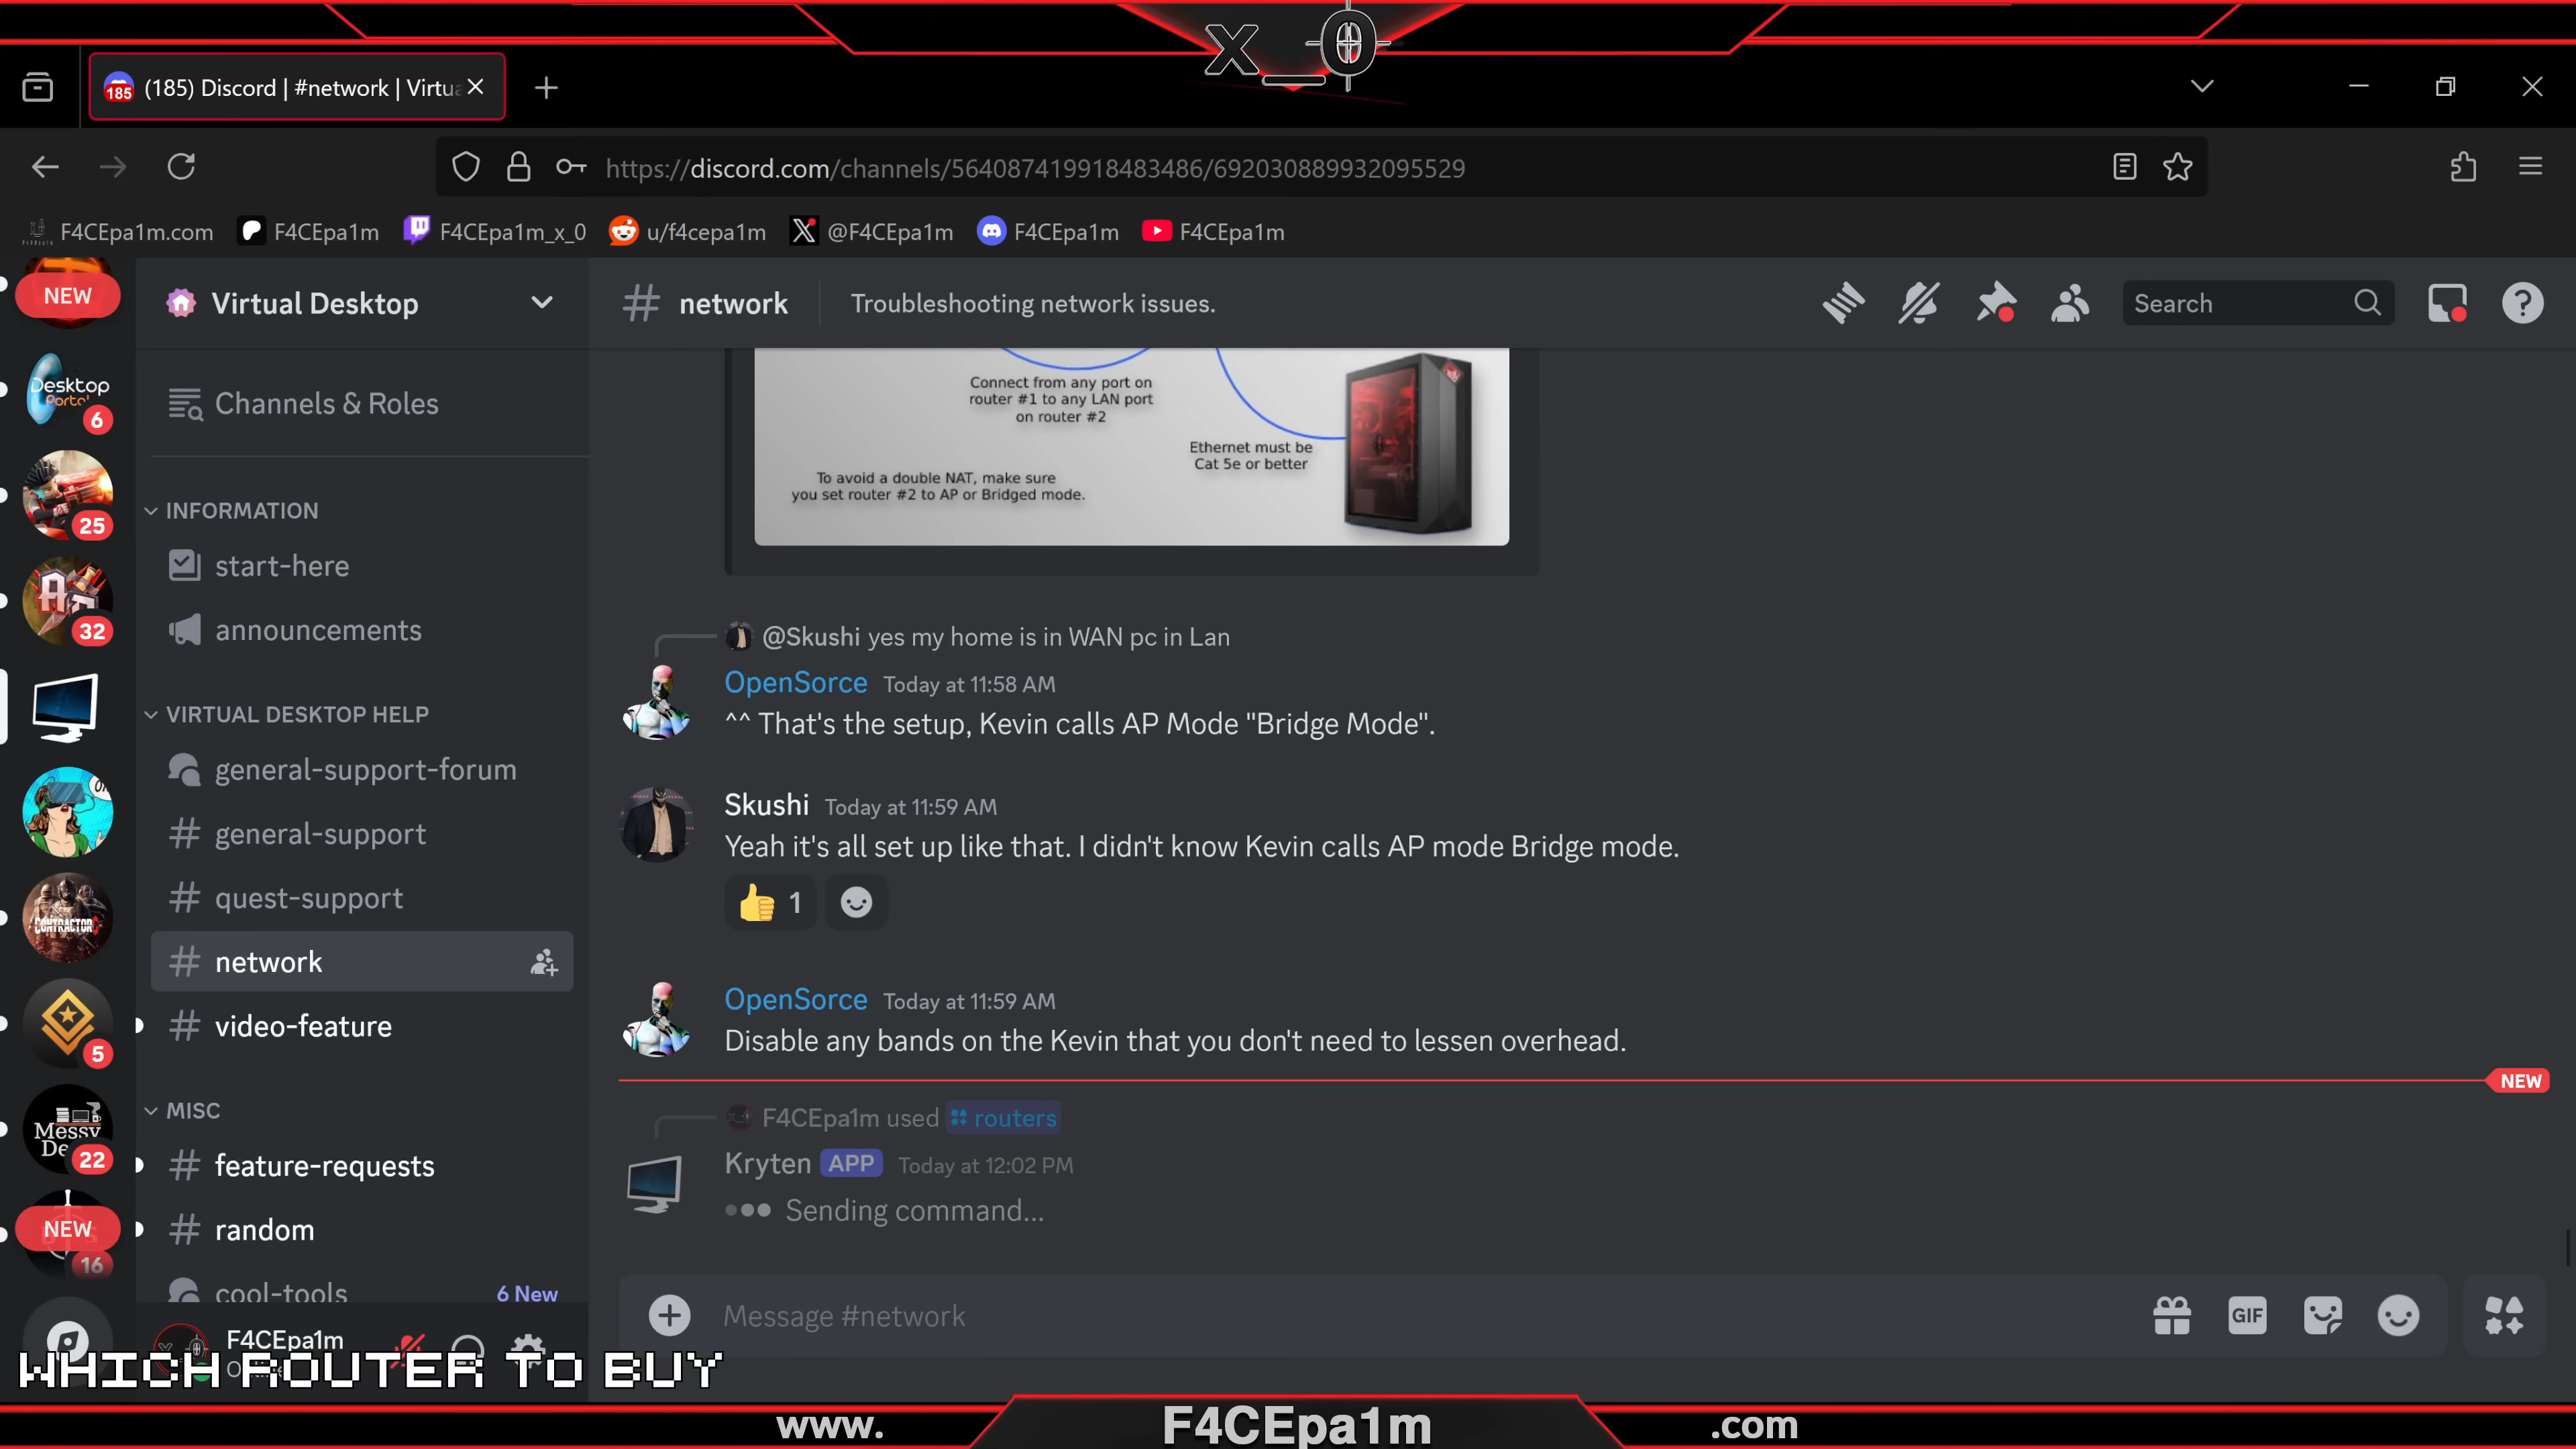 x_0
185
(185) Discord | #network | Virtua
https://discord.com/channels/564087419918483486/692030889932095529
F4CEpa1m.com
F4CEpa1m
F4CEpa1m_x_0
u/f4cepa1m
@F4CEpa1m
F4CEpa1m
F4CEpa1m
NEW
Desktop
6
25
32
CONTRACTORS
5
Messy
22
NEW
16
Virtual Desktop
Channels & Roles
INFORMATION
start-here
announcements
VIRTUAL DESKTOP HELP
general-support-forum
general-support
quest-support
network
video-feature
MISC
feature-requests
random
cool-tools
6 New
F4CEpa1m
network
Troubleshooting network issues.
Search
Connect from any port on
router #1 to any LAN port
on router #2
Ethernet must be
Cat 5e or better
To avoid a double NAT, make sure
you set router #2 to AP or Bridged mode.
@Skushi yes my home is in WAN pc in Lan
OpenSorce Today at 11:58 AM
^^ That's the setup, Kevin calls AP Mode "Bridge Mode".
Skushi Today at 11:59 AM
Yeah it's all set up like that. I didn't know Kevin calls AP mode Bridge mode.
1
OpenSorce Today at 11:59 AM
Disable any bands on the Kevin that you don't need to lessen overhead.
NEW
F4CEpa1m used routers
Kryten APP Today at 12:02 PM
Sending command...
Message #network
GIF
WHICH ROUTER TO BUY
www.
F4CEpa1m
.com